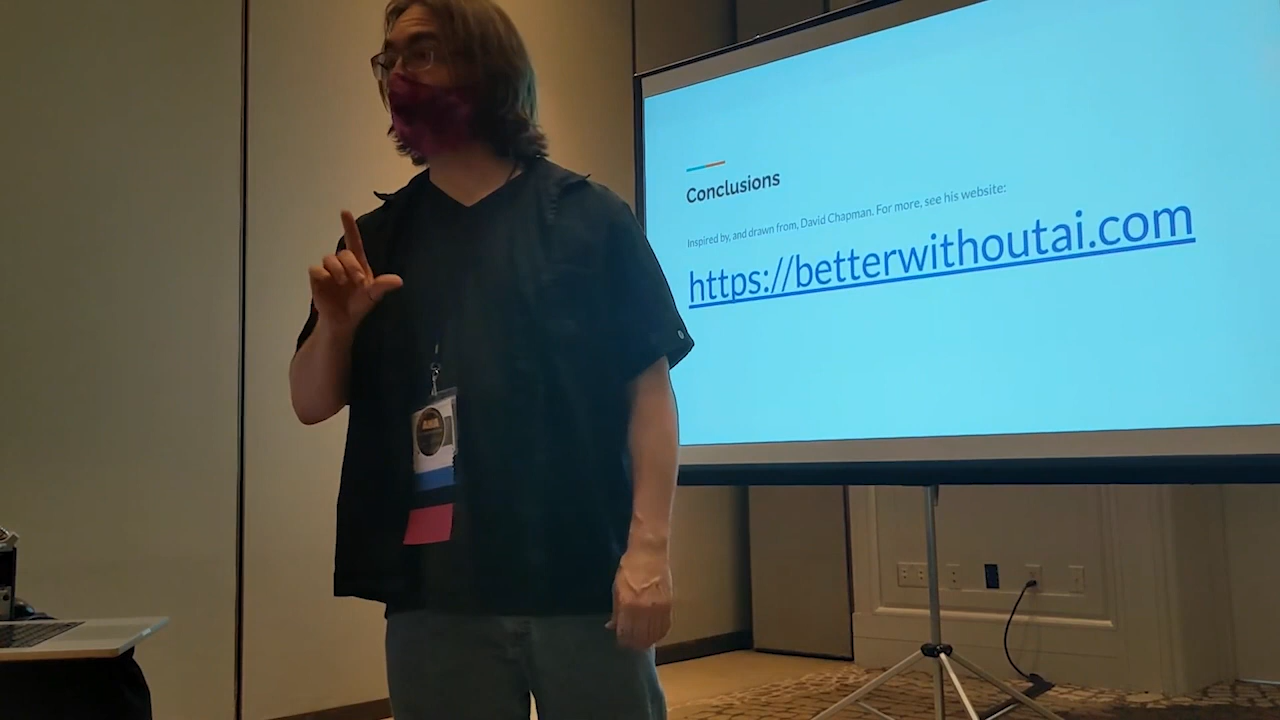 Conclusions
Inspired by, and drawn from, David Chapman. For more, see his website:
https://betterwithoutai.com